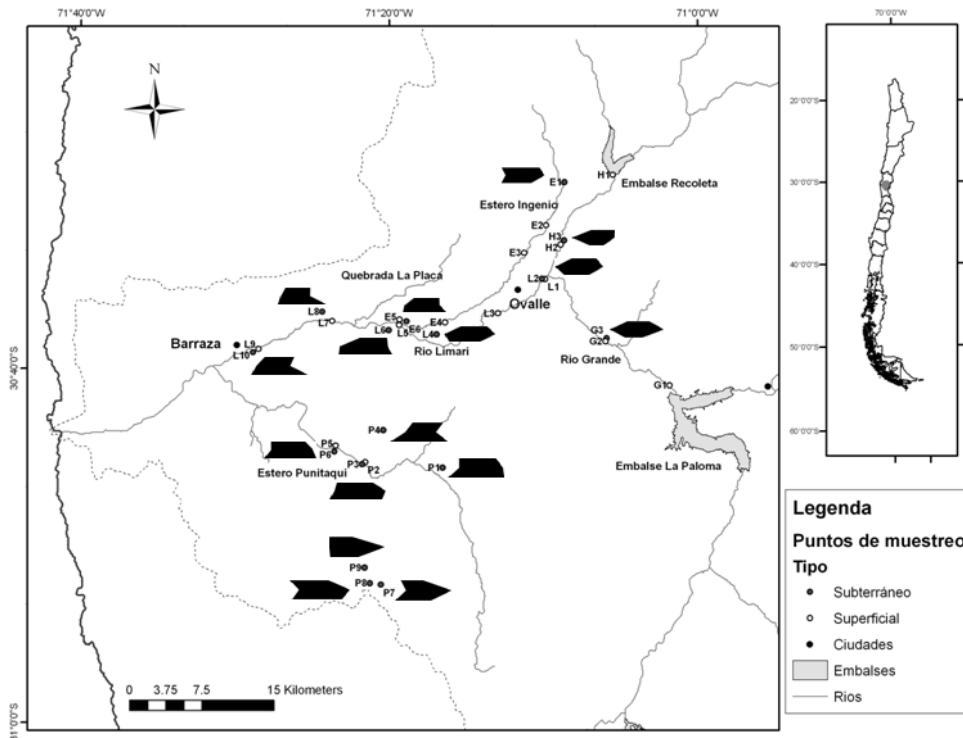 71°40'0"W
71°20'0"W
71°0'0"W
70°0'0"W
N
20°0'0"S
30°0'0"S
40°0'0"S
50°0'0"S
60°0'0"S
H1
Embalse Recoleta
E1
Estero Ingenio
E2
H3
H2
E3
Quebrada La Placa
L2
L1
Ovalle
L8
L7
E5
L3
L6
L5
E6
E4
L4
Rio Limari
G3
G2
Rio Grande
Barraza
L9
L10
30°40'0"S
G1
P4
P5
P6
Estero Punitaqui
P3
P2
P1
Embalse La Paloma
P9
P8
P7
0 3.75 7.5 15 Kilometers
31°0'0"S
Legenda
Puntos de muestreo
Tipo
Subterráneo
Superficial
Ciudades
Embalses
Rios